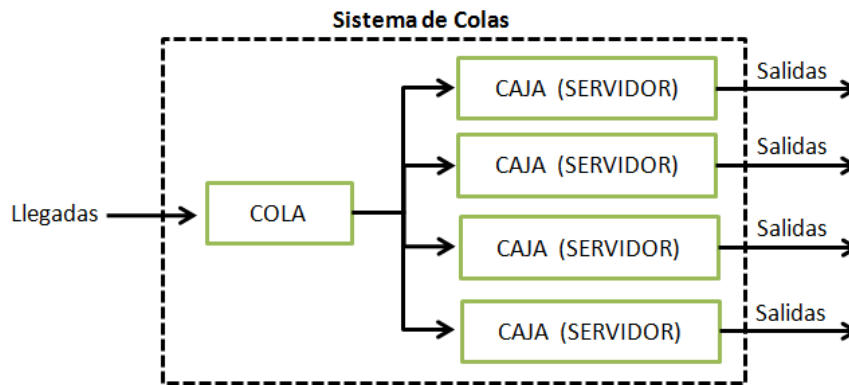 Sistema de Colas
CAJA (SERVIDOR)
Salidas
CAJA (SERVIDOR)
Salidas
Llegadas
COLA
CAJA (SERVIDOR)
Salidas
CAJA (SERVIDOR)
Salidas